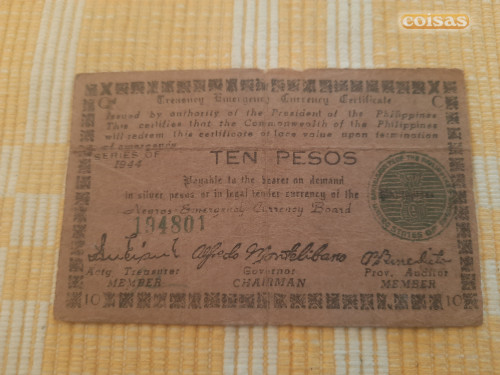 coisas
Treasury Emergency Currency Certificate
Issued by authority of the President of the Philippines
This certifies that the Commonwealth of the Philippines
will redeem this certificate at face value upon termination
of emergency
SERIES OF
1944
TEN PESOS
Payable to the bearer on demand
in silver pesos or in legal tender currency of the
Negros Emergency Currency Board
194801
Alfredo Montelibano
Actg Treasurer Governor Prov. Auditor
MEMBER CHAIRMAN MEMBER
10 10